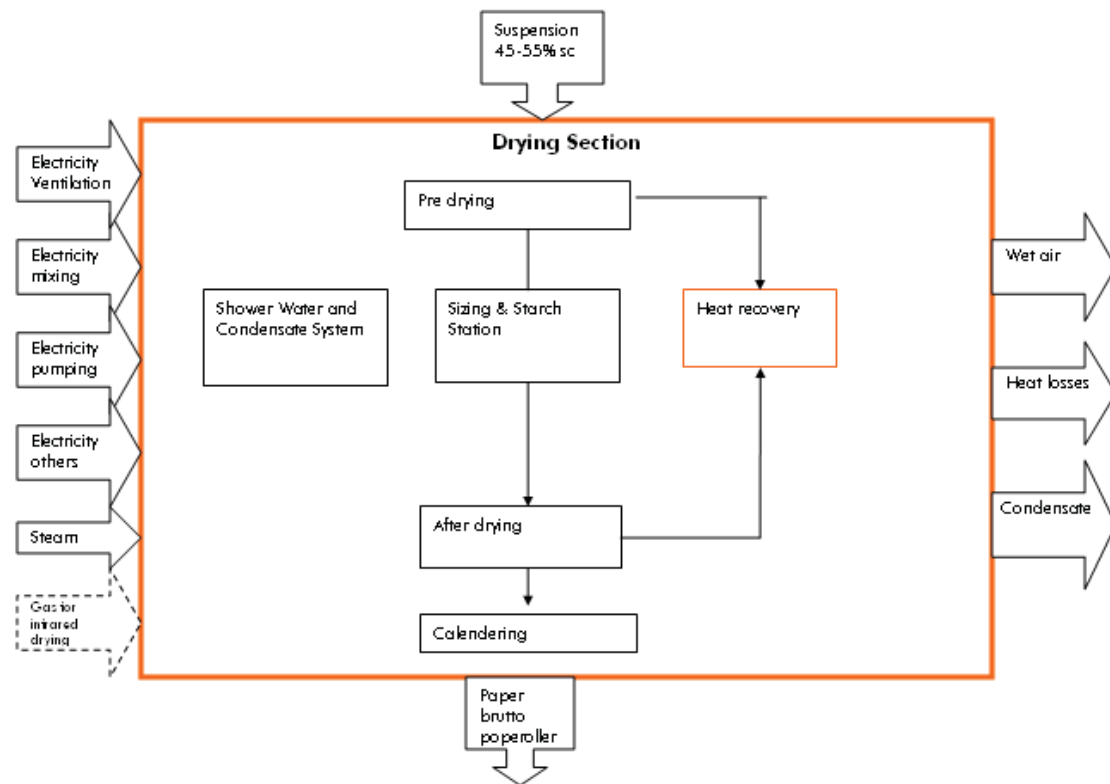 Suspension
45-55% sc
Drying Section
Electricity
Ventilation
Electricity
mixing
Electricity
pumping
Electricity
others
Steam
Gas for
infrared
drying
Pre drying
Shower Water and
Condensate System
Sizing & Starch
Station
Heat recovery
After drying
Calendering
Wet air
Heat losses
Condensate
Paper
brutto
poperoller